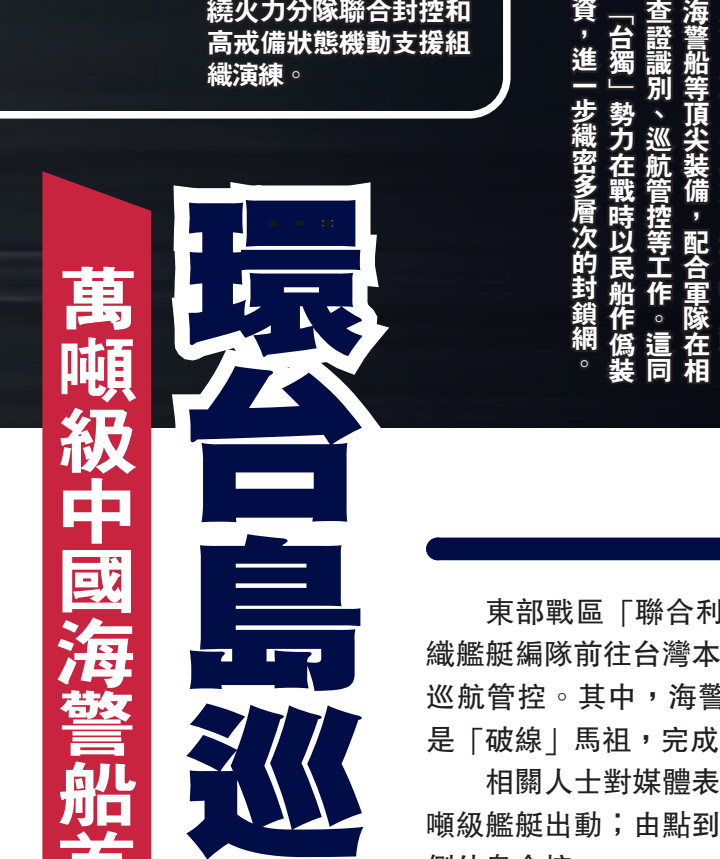 繞火力分隊聯合封控和
高戒備狀態機動支援組
織演練。
海警船等頂尖裝備，配合軍隊在相
查證識別、巡航管控等工作。這同
「台獨」勢力在戰時以民船作偽裝
資，進一步織密多層次的封鎖網。
環台島巡
萬噸級中國海警船
東部戰區「聯合利
織艦艇編隊前往台灣本
巡航管控。其中，海警
是「破線」馬祖，完成
相關人士對媒體表
噸級艦艇出動；由點到